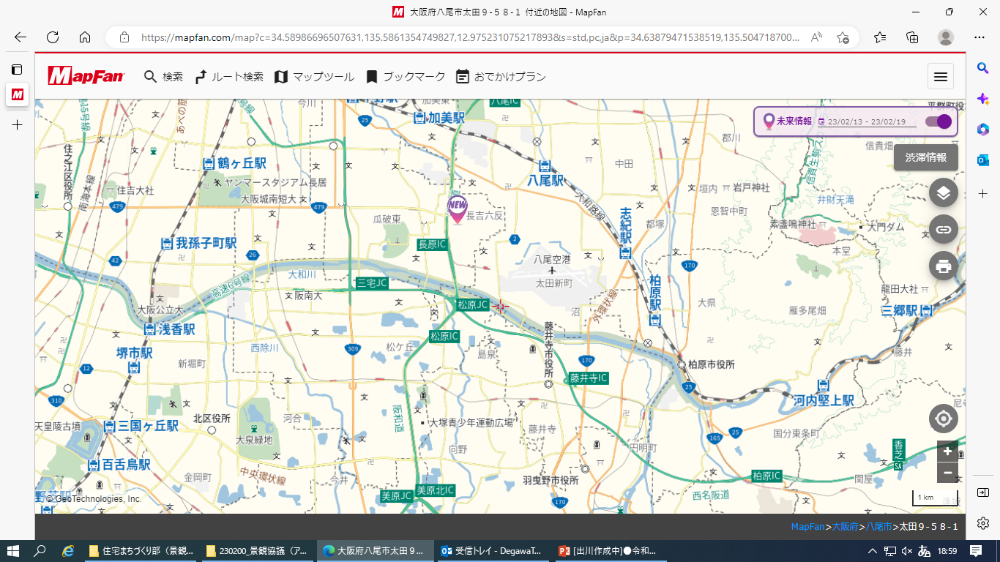 大阪府八尾市太田９-５８-１ 付近の地図 - MapFan
https://mapfan.com/map?c=34.58986696507631,135.5861354749827,12.975231075217893&s=std,pc,ja&p=34.63879471538519,135.504718700...
MapFan
検索
ルート検索
マップツール
ブックマーク
おでかけプラン
未来情報
23/02/13 - 23/02/19
渋滞情報
今川
加美東
八尾IC
加美駅
25
平群町役
郡川
信貴畑
中田
住之江区役所
南海本線
鶴ヶ丘駅
ヤンマースタジアム長居
住吉大社
大阪城南短大
479
479
八尾駅
大和路線
垣内
岩戸神社
恩智中町
弁財天滝
信貴生駒ス
NEW
長吉六反
瓜破東
長原IC
2
志紀駅
都塚
素盞嗚神社
大門ダム
本堂
我孫子町駅
26
42
大和川
高速6号線
三宅JC
八尾空港
太田新町
170
柏原駅
外環状線
大県
雁多尾畑
龍田大社
三郷駅
大阪公立大
阪南大
松原JC
沼
浅香駅
松原IC
藤井寺市役所
堺市駅
西除川
新堀町
12
309
松ケ丘
島泉
170
藤井寺IC
柏原市役所
25
藤井
河内堅上駅
310
天皇陵古墳
三国ヶ丘駅
北区役所
河合
大泉緑地
阪和道
大塚青少年運動広場
藤井寺
向野
円明町
165
25
国分東条町
香芝
SA
百舌鳥駅
金岡町
中央環状線
今井
羽曳野市役所
柏原IC
関屋
西名阪道
美原JC
美原北IC
170
© GeoTechnologies, Inc.
1 km
MapFan>大阪府>八尾市>太田９-５８-１
住宅まちづくり部（景観...
230200_景観協議（ア...
大阪府八尾市太田９...
受信トレイ - DegawaT...
[出川作成中]●令和...
あ
18:59